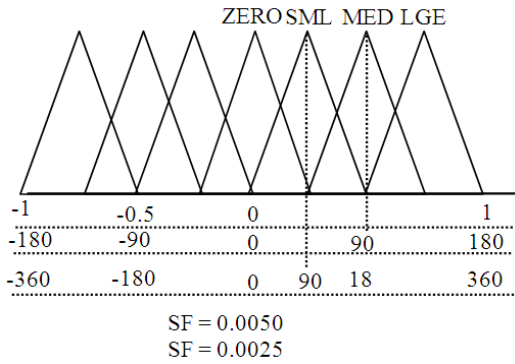 ZERO SML MED LGE
-1 -0.5 0 1
-180 -90 0 90 180
-360 -180 0 90 18 360
SF = 0.0050
SF = 0.0025